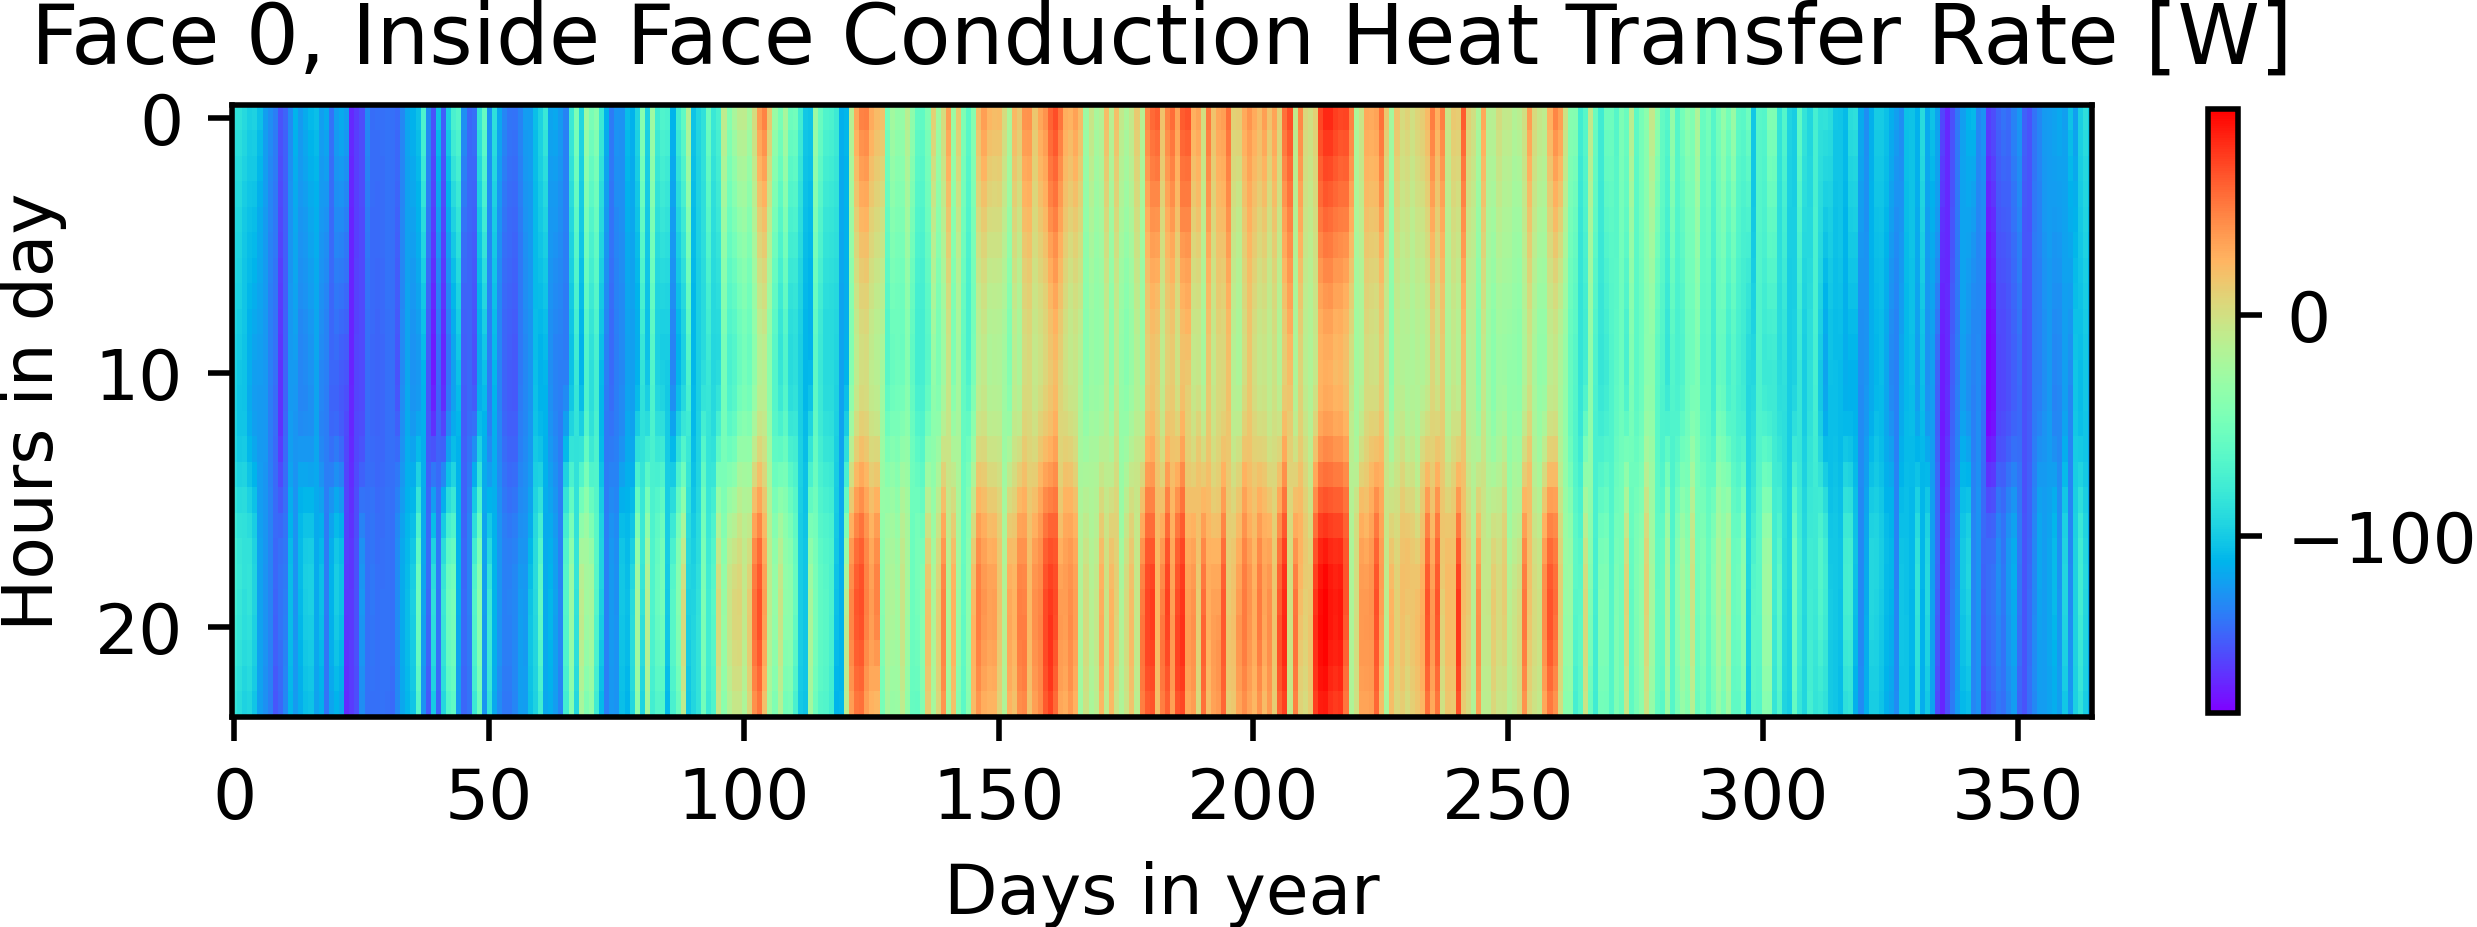 Face 0, Inside Face Conduction Heat Transfer Rate [W]
Hours in day
0
10
20
0
−100
0 50 100 150 200 250 300 350
Days in year